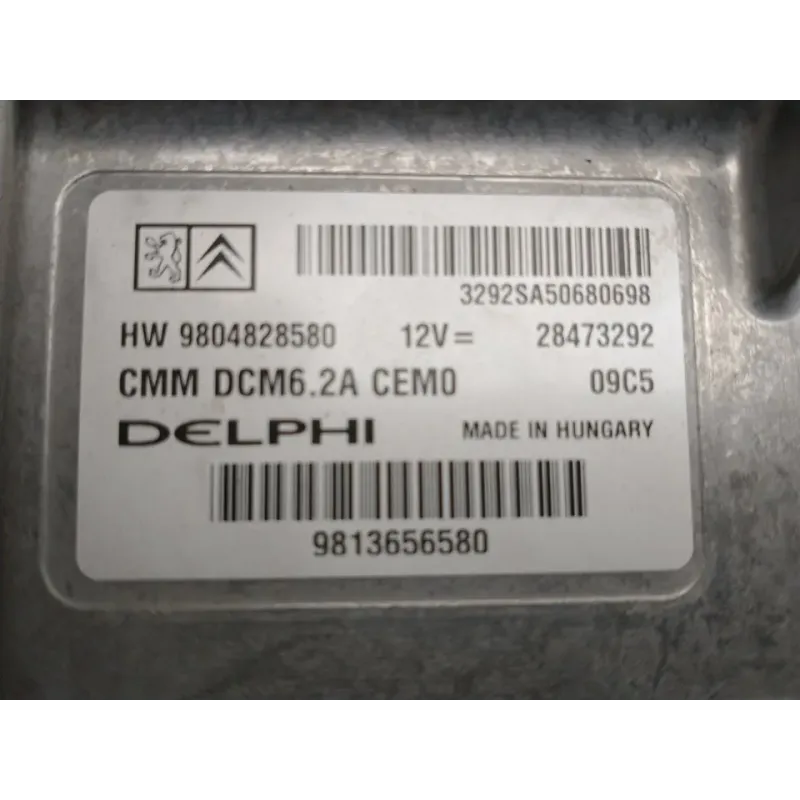 3292SA50680698
HW 9804828580 12V= 28473292
CMM DCM6.2A CEM0 09C5
DELPHI MADE IN HUNGARY
9813656580